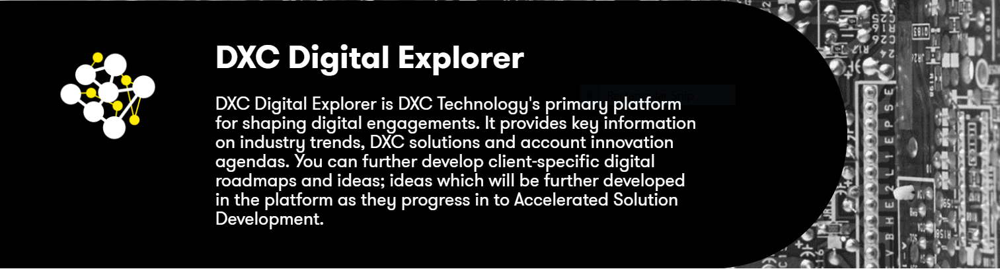 DXC Digital Explorer
DXC Digital Explorer is DXC Technology's primary platform
for shaping digital engagements. It provides key information
on industry trends, DXC solutions and account innovation
agendas. You can further develop client-specific digital
roadmaps and ideas; ideas which will be further developed
in the platform as they progress in to Accelerated Solution
Development.
Rectangular Snip